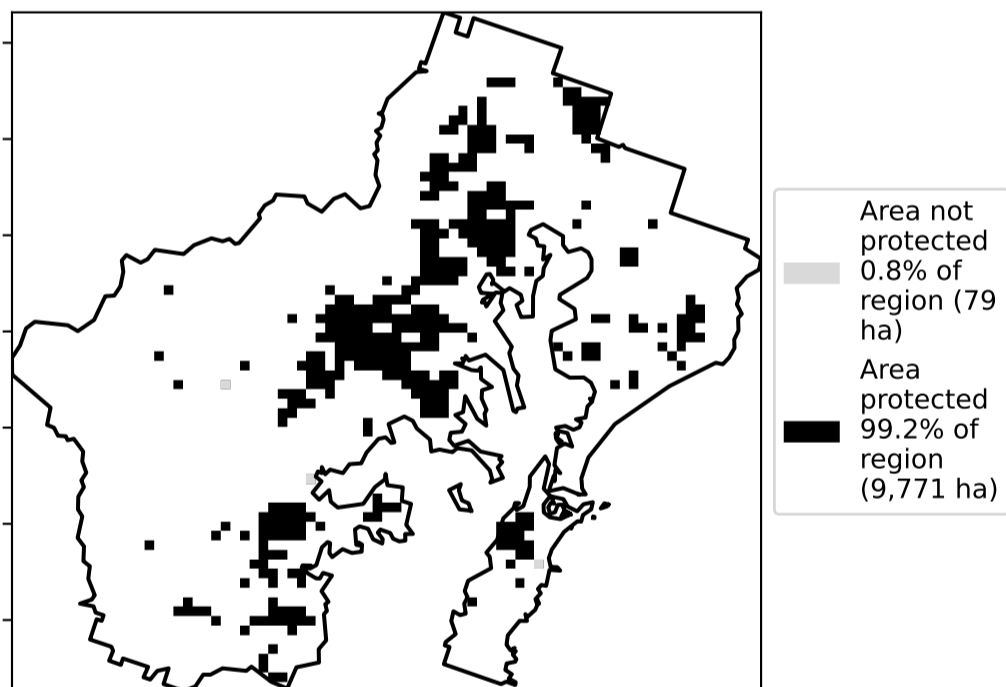 Area not
protected
0.8% of
region (79
ha)
Area
protected
99.2% of
region
(9,771 ha)